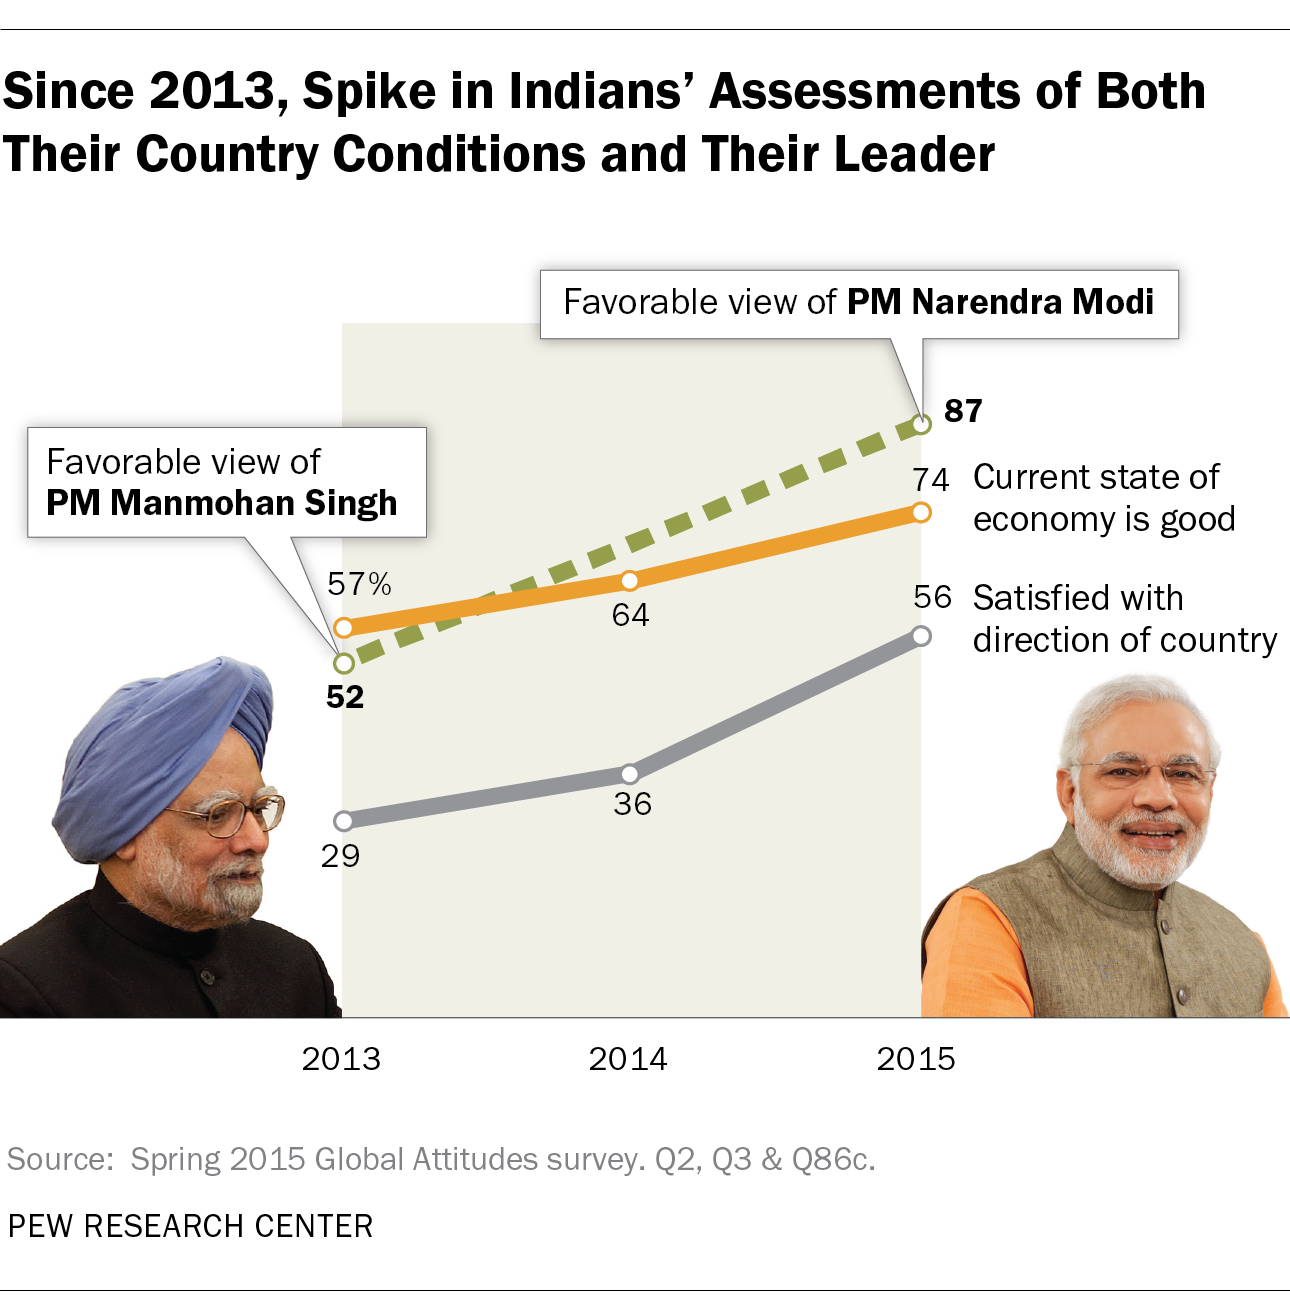 Since 2013, Spike in Indians’ Assessments of Both
Their Country Conditions and Their Leader
Favorable view of PM Narendra Modi
87
Favorable view of
PM Manmohan Singh
74
Current state of
economy is good
57%
64
56
Satisfied with
direction of country
52
36
29
2013
2014
2015
Source:  Spring 2015 Global Attitudes survey. Q2, Q3 & Q86c.
PEW RESEARCH CENTER